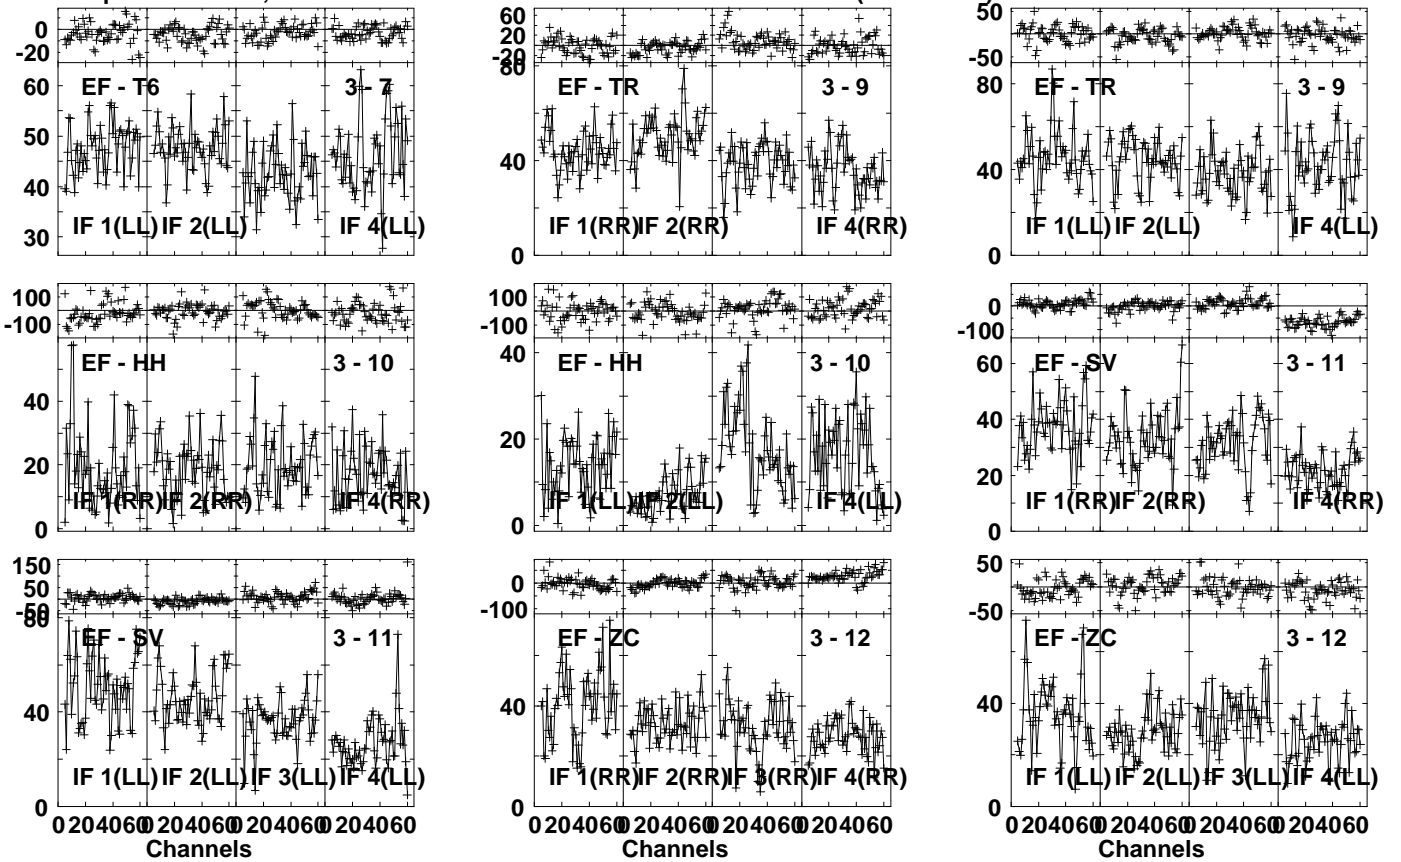 0
-20
60
20
-20
50
-50
60
50
40
30
EF - T6
3 - 7
IF 1(LL)
IF 2(LL)
IF 4(LL)
80
40
0
EF - TR
3 - 9
IF 1(RR)
IF 2(RR)
IF 4(RR)
80
40
0
EF - TR
3 - 9
IF 1(LL)
IF 2(LL)
IF 4(LL)
100
-100
100
-100
0
-100
40
20
0
EF - HH
3 - 10
IF 1(RR)
IF 2(RR)
IF 4(RR)
40
20
0
EF - HH
3 - 10
IF 1(LL)
IF 2(LL)
IF 4(LL)
60
40
20
0
EF - SV
3 - 11
IF 1(RR)
IF 2(RR)
IF 4(RR)
150
50
-50
0
-100
50
-50
80
40
0
EF - SV
3 - 11
IF 1(LL)
IF 2(LL)
IF 3(LL)
IF 4(LL)
40
0
EF - ZC
3 - 12
IF 1(RR)
IF 2(RR)
IF 3(RR)
IF 4(RR)
40
0
EF - ZC
3 - 12
IF 1(LL)
IF 2(LL)
IF 3(LL)
IF 4(LL)
0 204060 0 204060 0 204060 0 204060
0 204060 0 204060 0 204060 0 204060
0 204060 0 204060 0 204060 0 204060
Channels
Channels
Channels